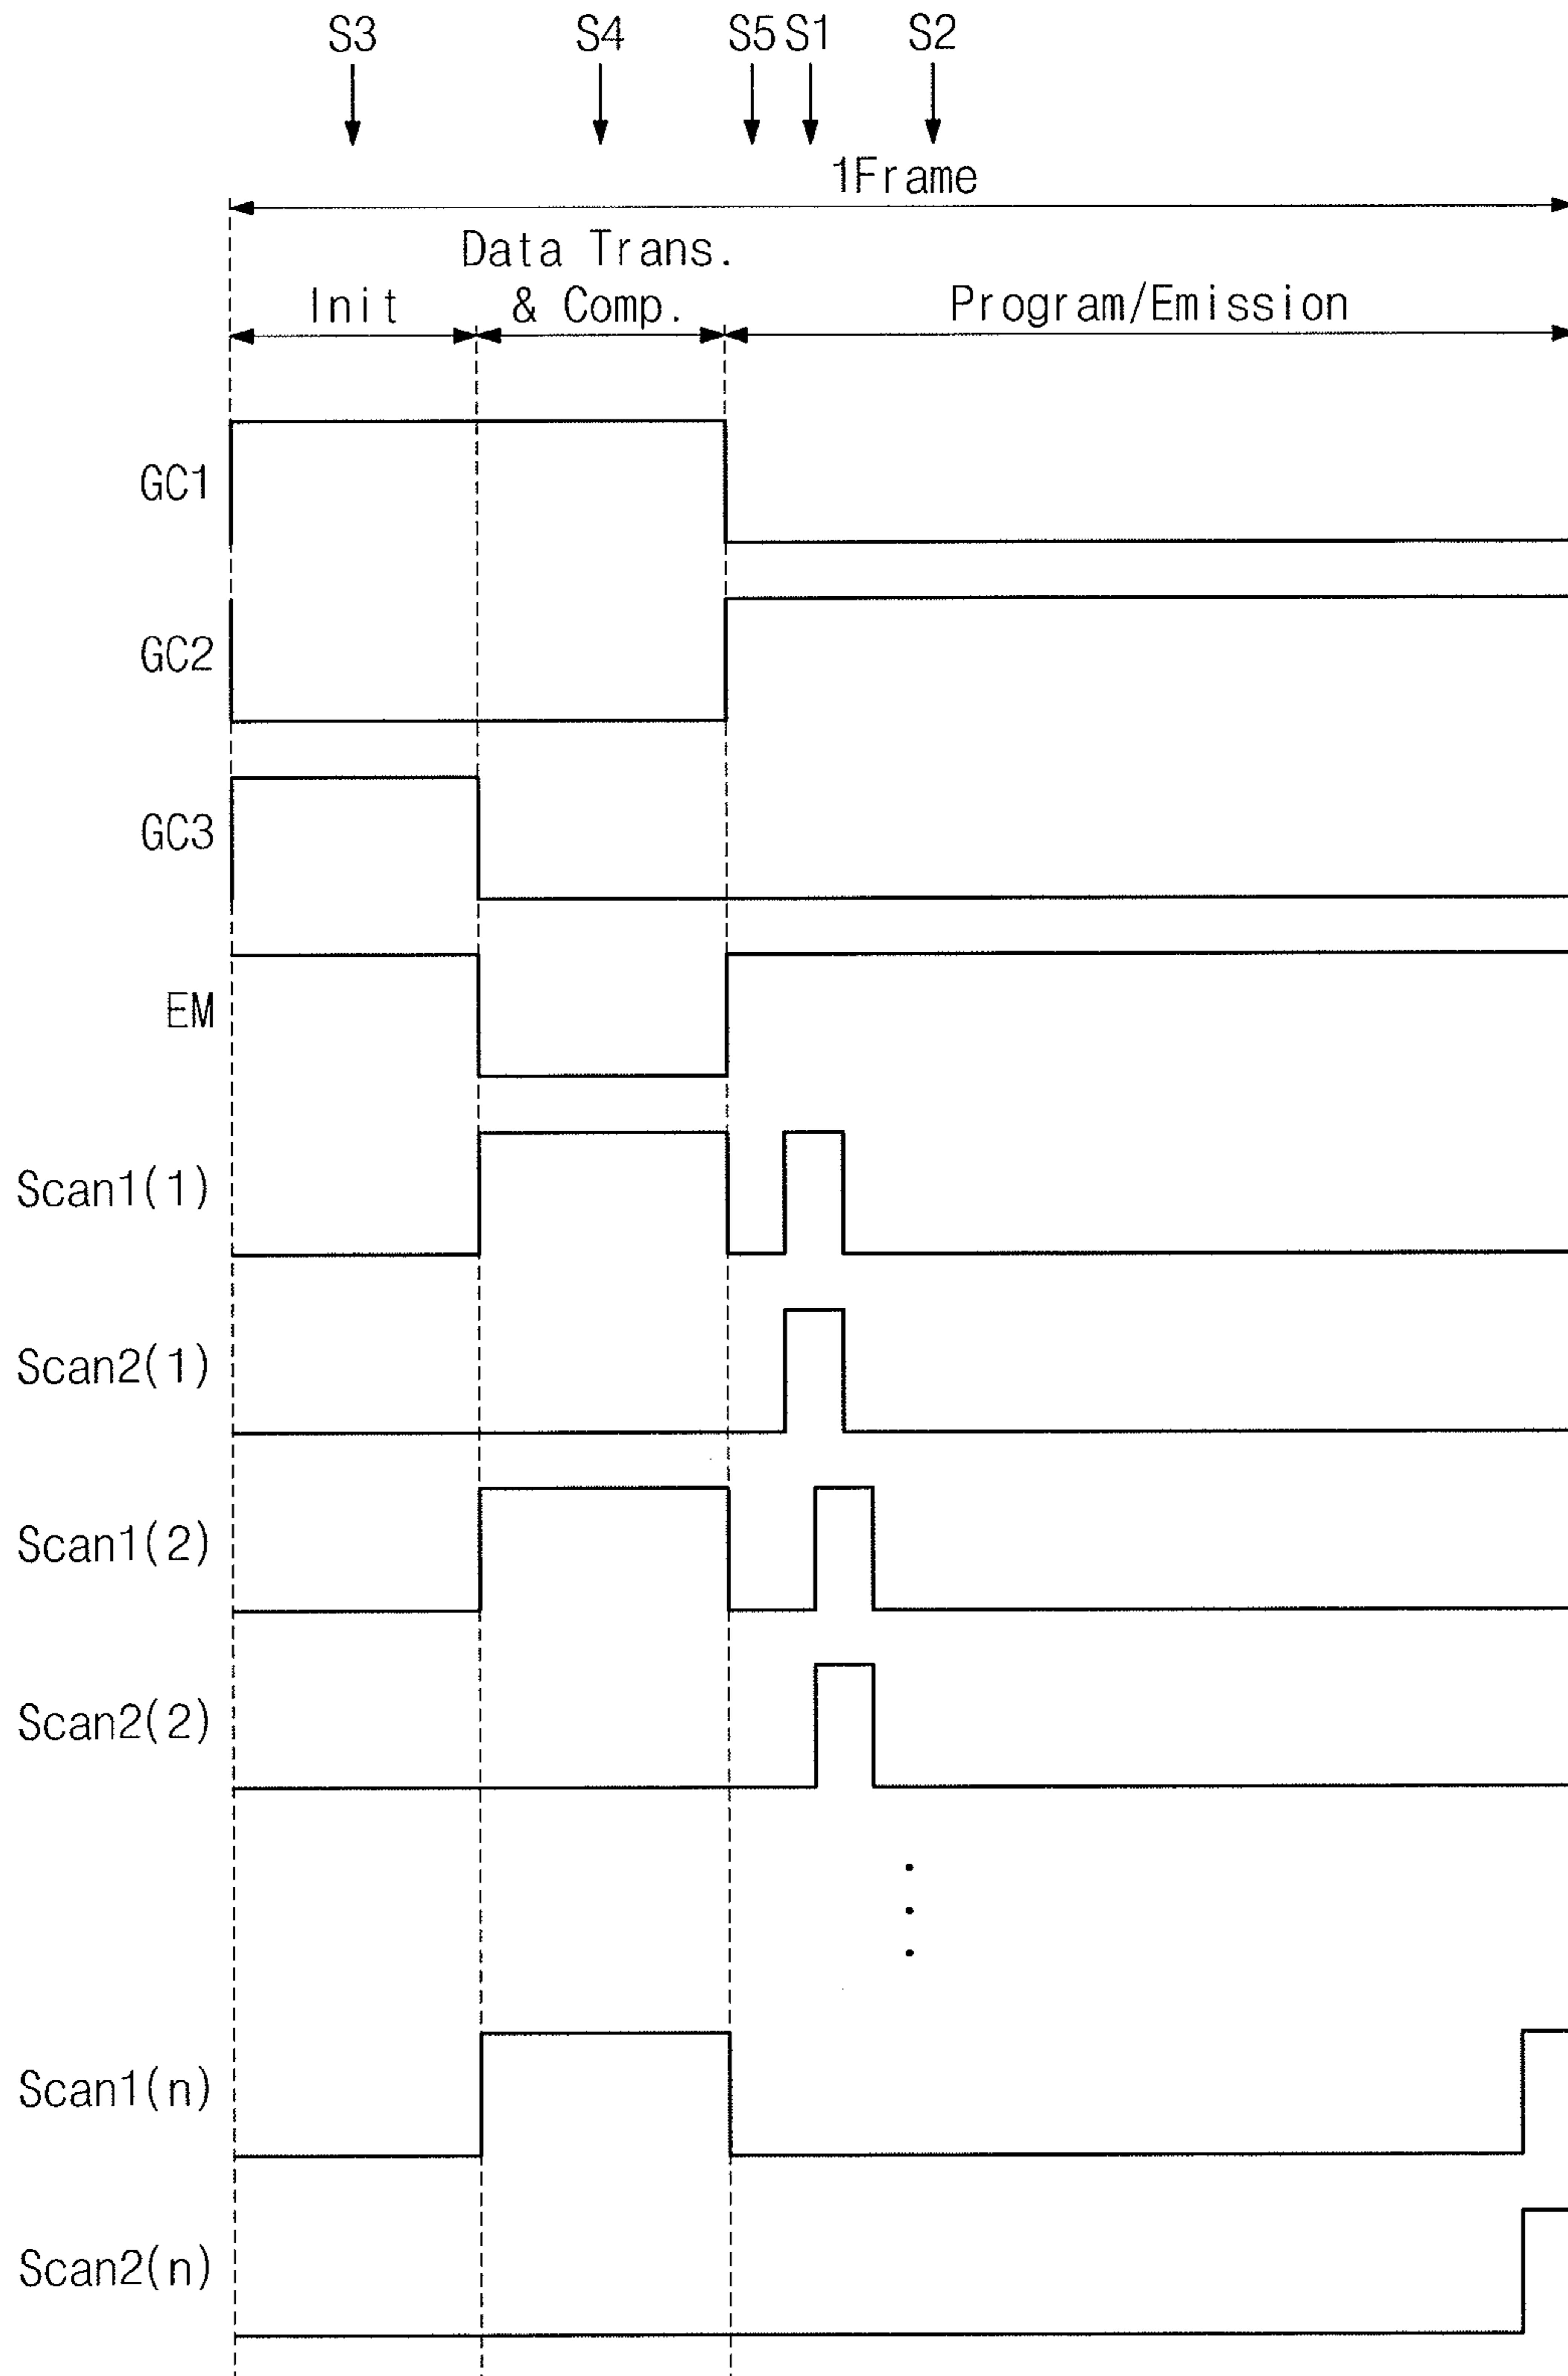 S3 S4 S5 S1 S2
1Frame
Data Trans.
Init & Comp. Program/Emission
GC1
GC2
GC3
EM
Scan1(1)
Scan2(1)
Scan1(2)
Scan2(2)
Scan1(n)
Scan2(n)